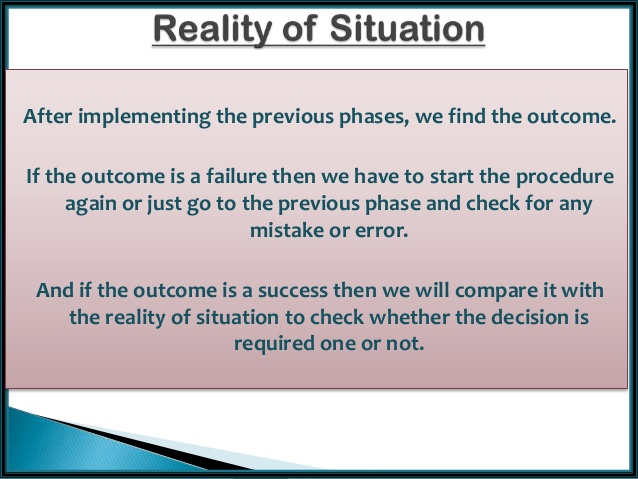 Reality of Situation
After implementing the previous phases, we find the outcome.
If the outcome is a failure then we have to start the procedure
again or just go to the previous phase and check for any
mistake or error.
And if the outcome is a success then we will compare it with
the reality of situation to check whether the decision is
required one or not.